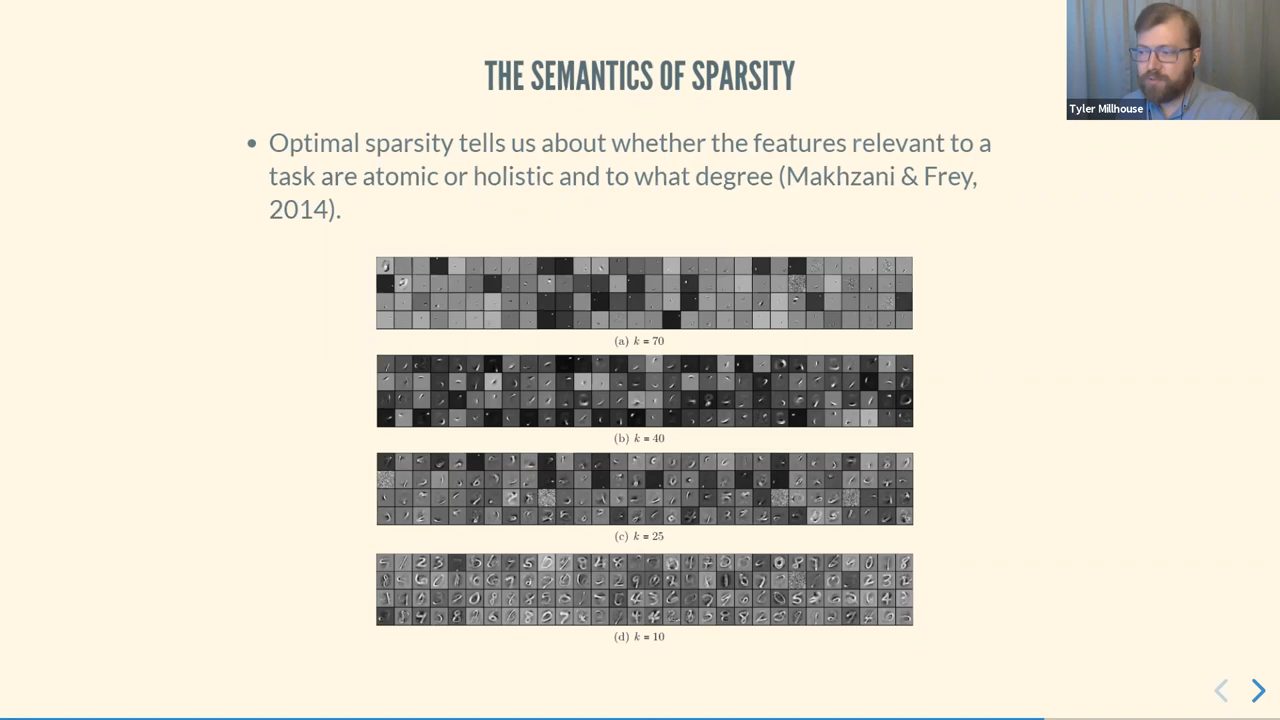 THE SEMANTICS OF SPARSITY
Tyler Millhouse
• Optimal sparsity tells us about whether the features relevant to a
task are atomic or holistic and to what degree (Makhzani & Frey,
2014).
(a) k = 70
(b) k = 40
(c) k = 25
(d) k = 10